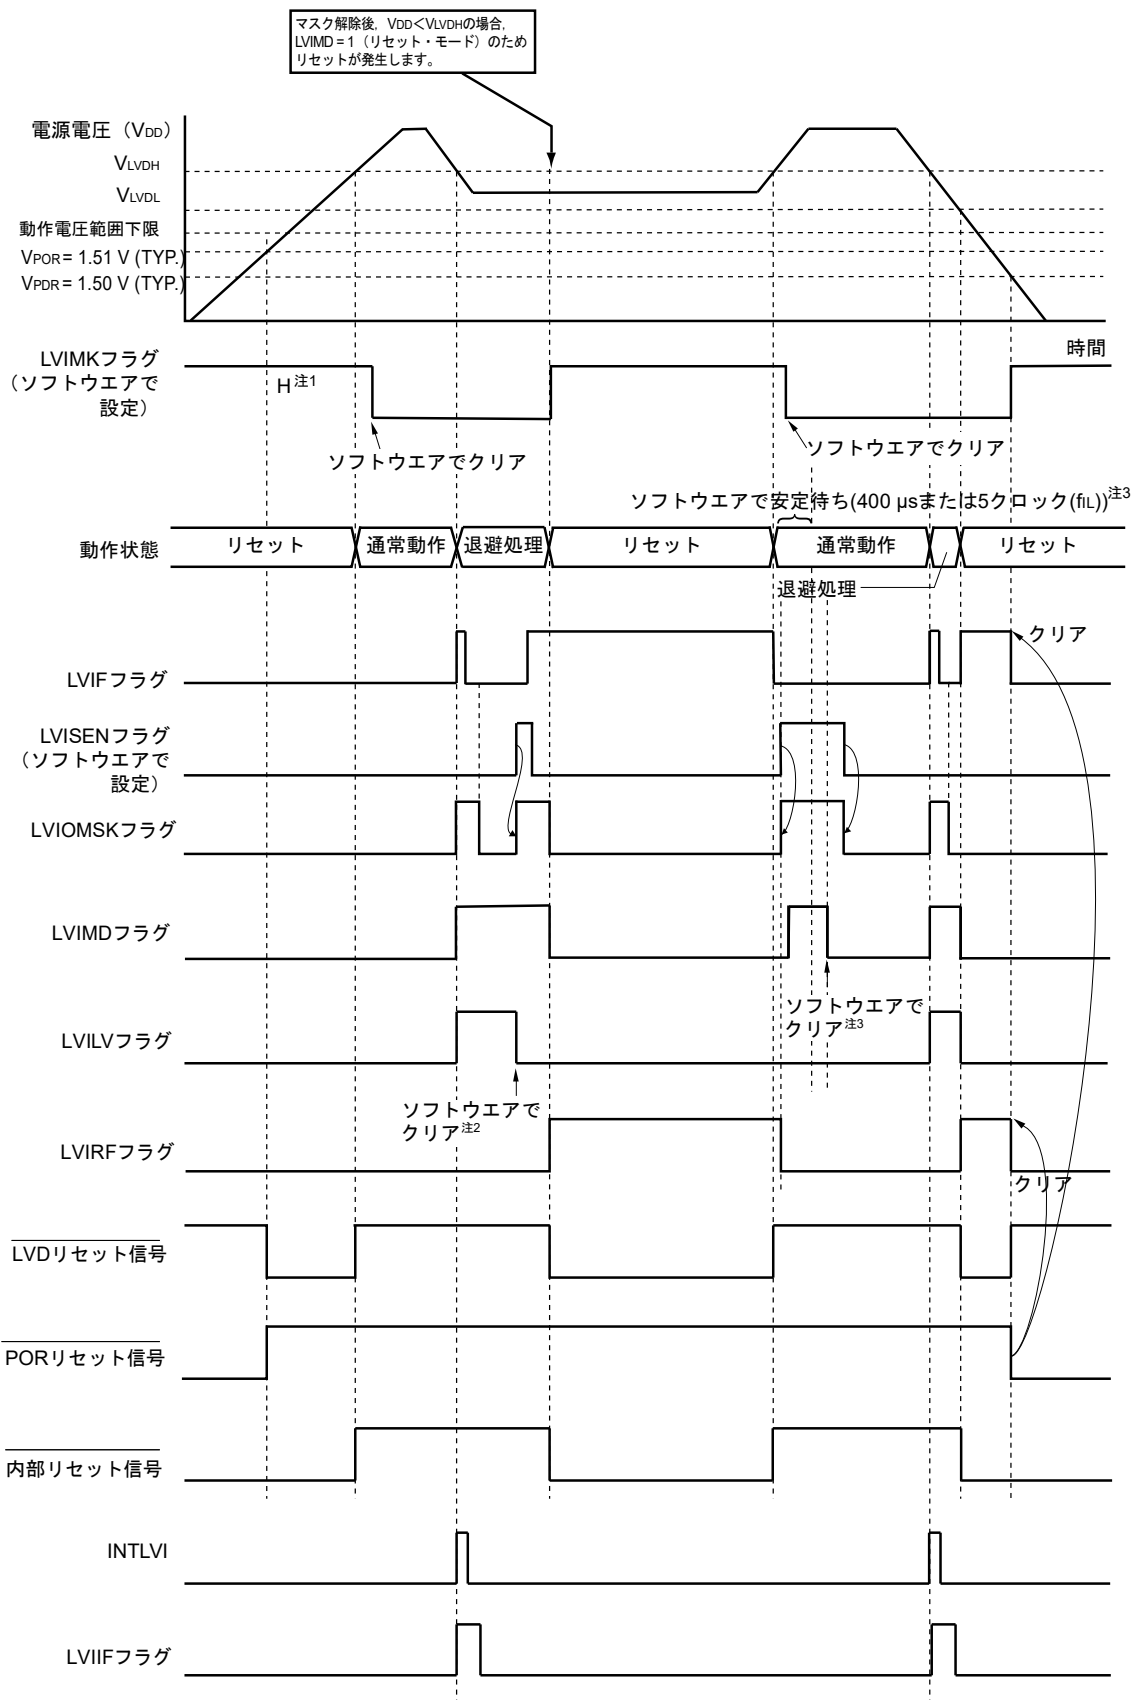 マスク解除後，VDD＜VLVDHの場合，
LVIMD = 1（リセット・モード）のため
リセットが発生します。
電源電圧（VDD）
VLVDH
VLVDL
動作電圧範囲下限
VPOR = 1.51 V (TYP.)
VPDR = 1.50 V (TYP.)
時間
LVIMKフラグ
（ソフトウエアで
設定）
H注1
ソフトウエアでクリア
ソフトウエアでクリア
ソフトウエアで安定待ち(400 µsまたは5クロック(fIL))注3
動作状態
リセット
通常動作
退避処理
リセット
通常動作
リセット
退避処理
クリア
LVIFフラグ
LVISENフラグ
（ソフトウエアで
設定）
LVIOMSKフラグ
LVIMDフラグ
ソフトウエアで
クリア注3
LVILVフラグ
ソフトウエアで
クリア注2
LVIRFフラグ
クリア
LVDリセット信号
PORリセット信号
内部リセット信号
INTLVI
LVIIFフラグ